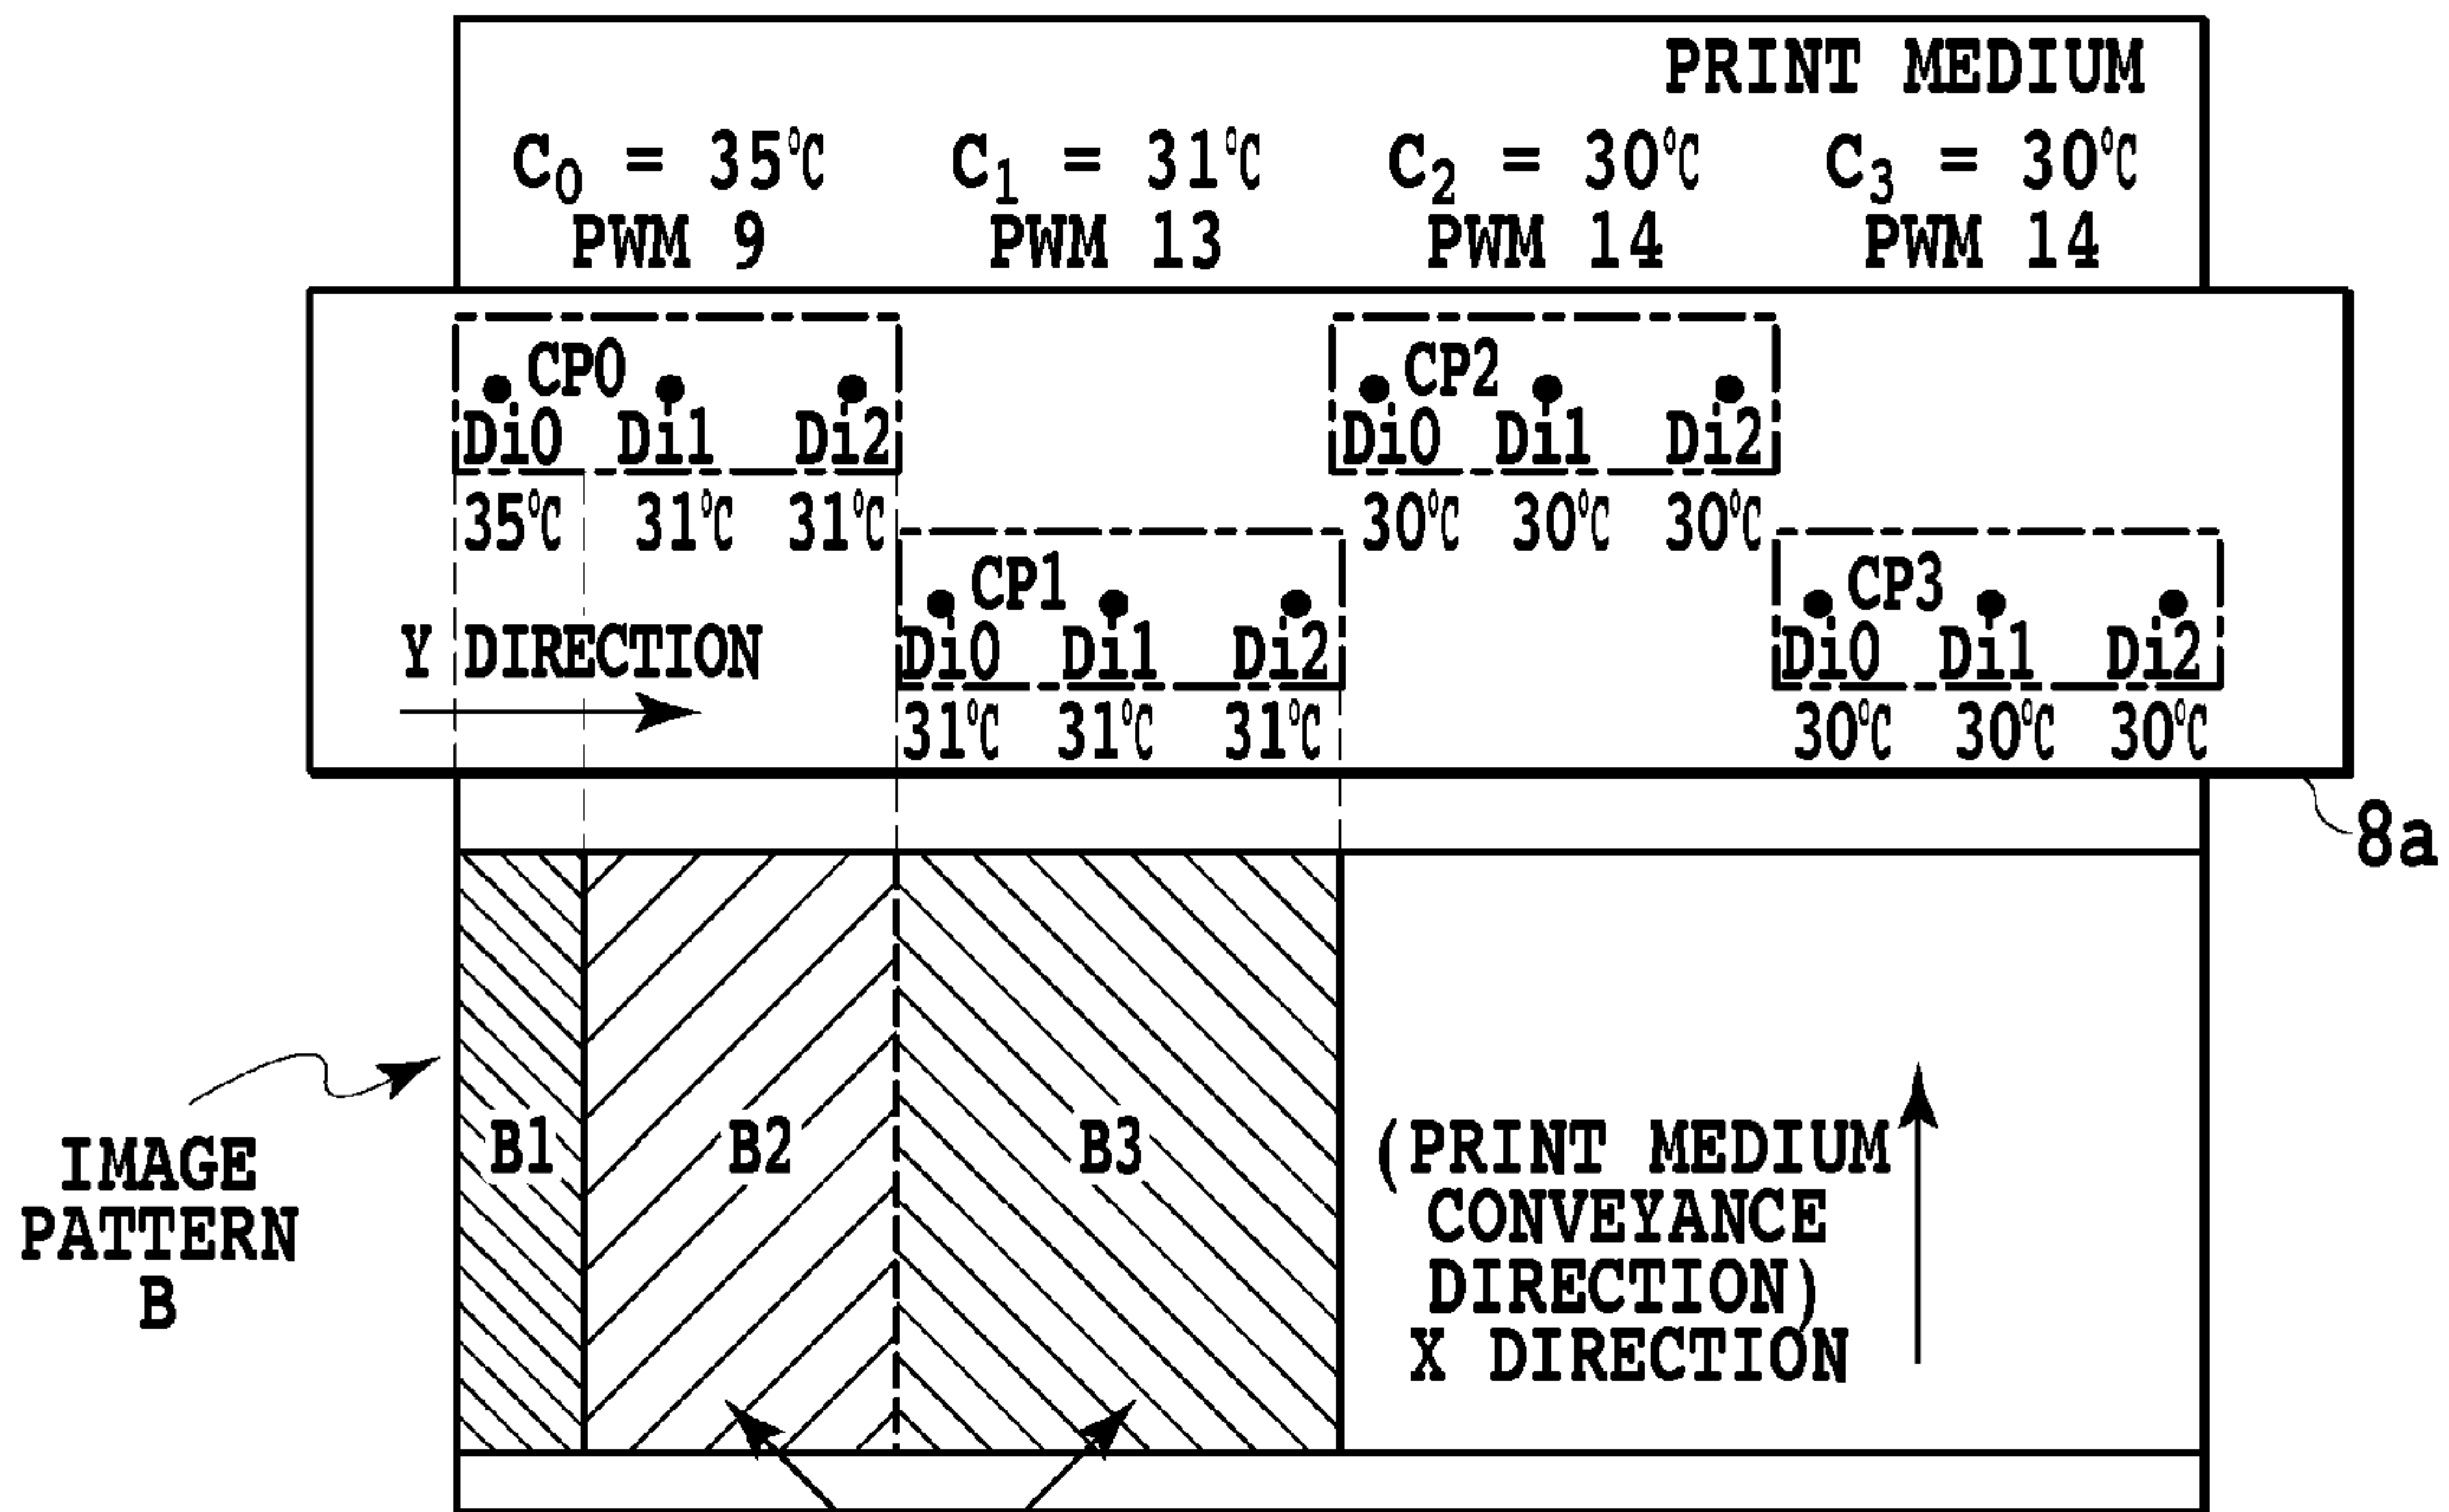 PRINT MEDIUM
C0 = 35℃ C1 = 31℃ C2 = 30℃ C3 = 30℃
PWM 9 PWM 13 PWM 14 PWM 14
CP0 CP2
Di0 Di1 Di2 Di0 Di1 Di2
35℃ 31℃ 31℃ 30℃ 30℃ 30℃
CP1 CP3
Y DIRECTION Di0 Di1 Di2 Di0 Di1 Di2
31℃ 31℃ 31℃ 30℃ 30℃ 30℃
8a
B1 B2 B3
IMAGE
PATTERN
B
(PRINT MEDIUM
CONVEYANCE
DIRECTION)
X DIRECTION